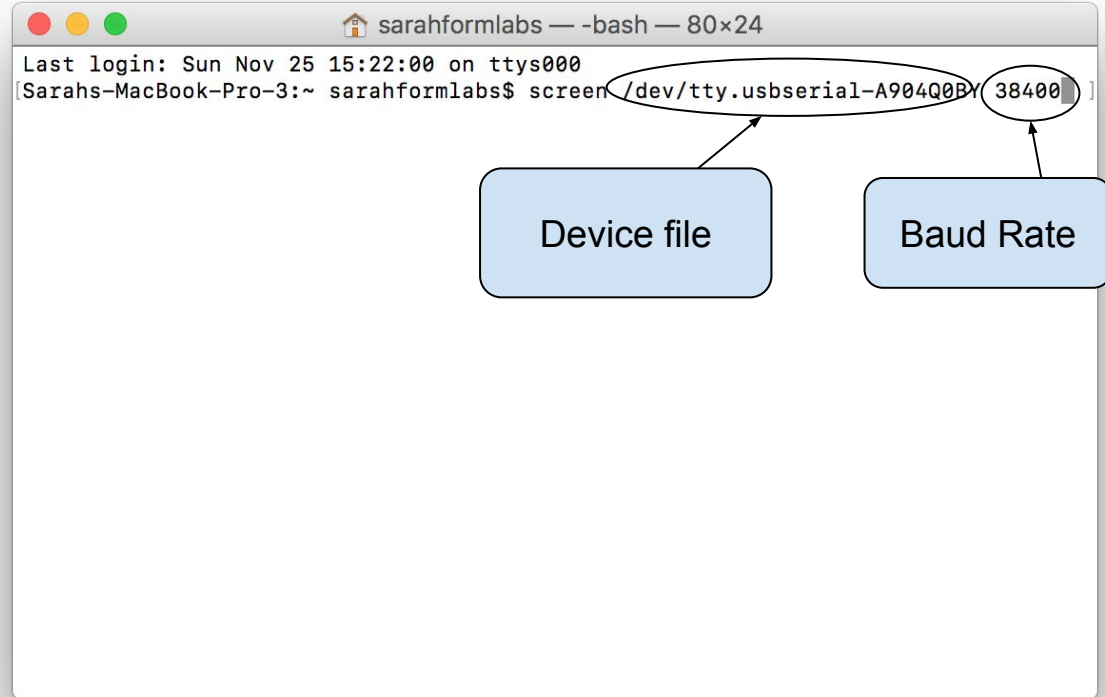 sarahformlabs — -bash — 80×24
Last login: Sun Nov 25 15:22:00 on ttys000
[Sarahs-MacBook-Pro-3:~ sarahformlabs$ screen /dev/tty.usbserial-A904Q0BY 38400 ]
Device file
Baud Rate